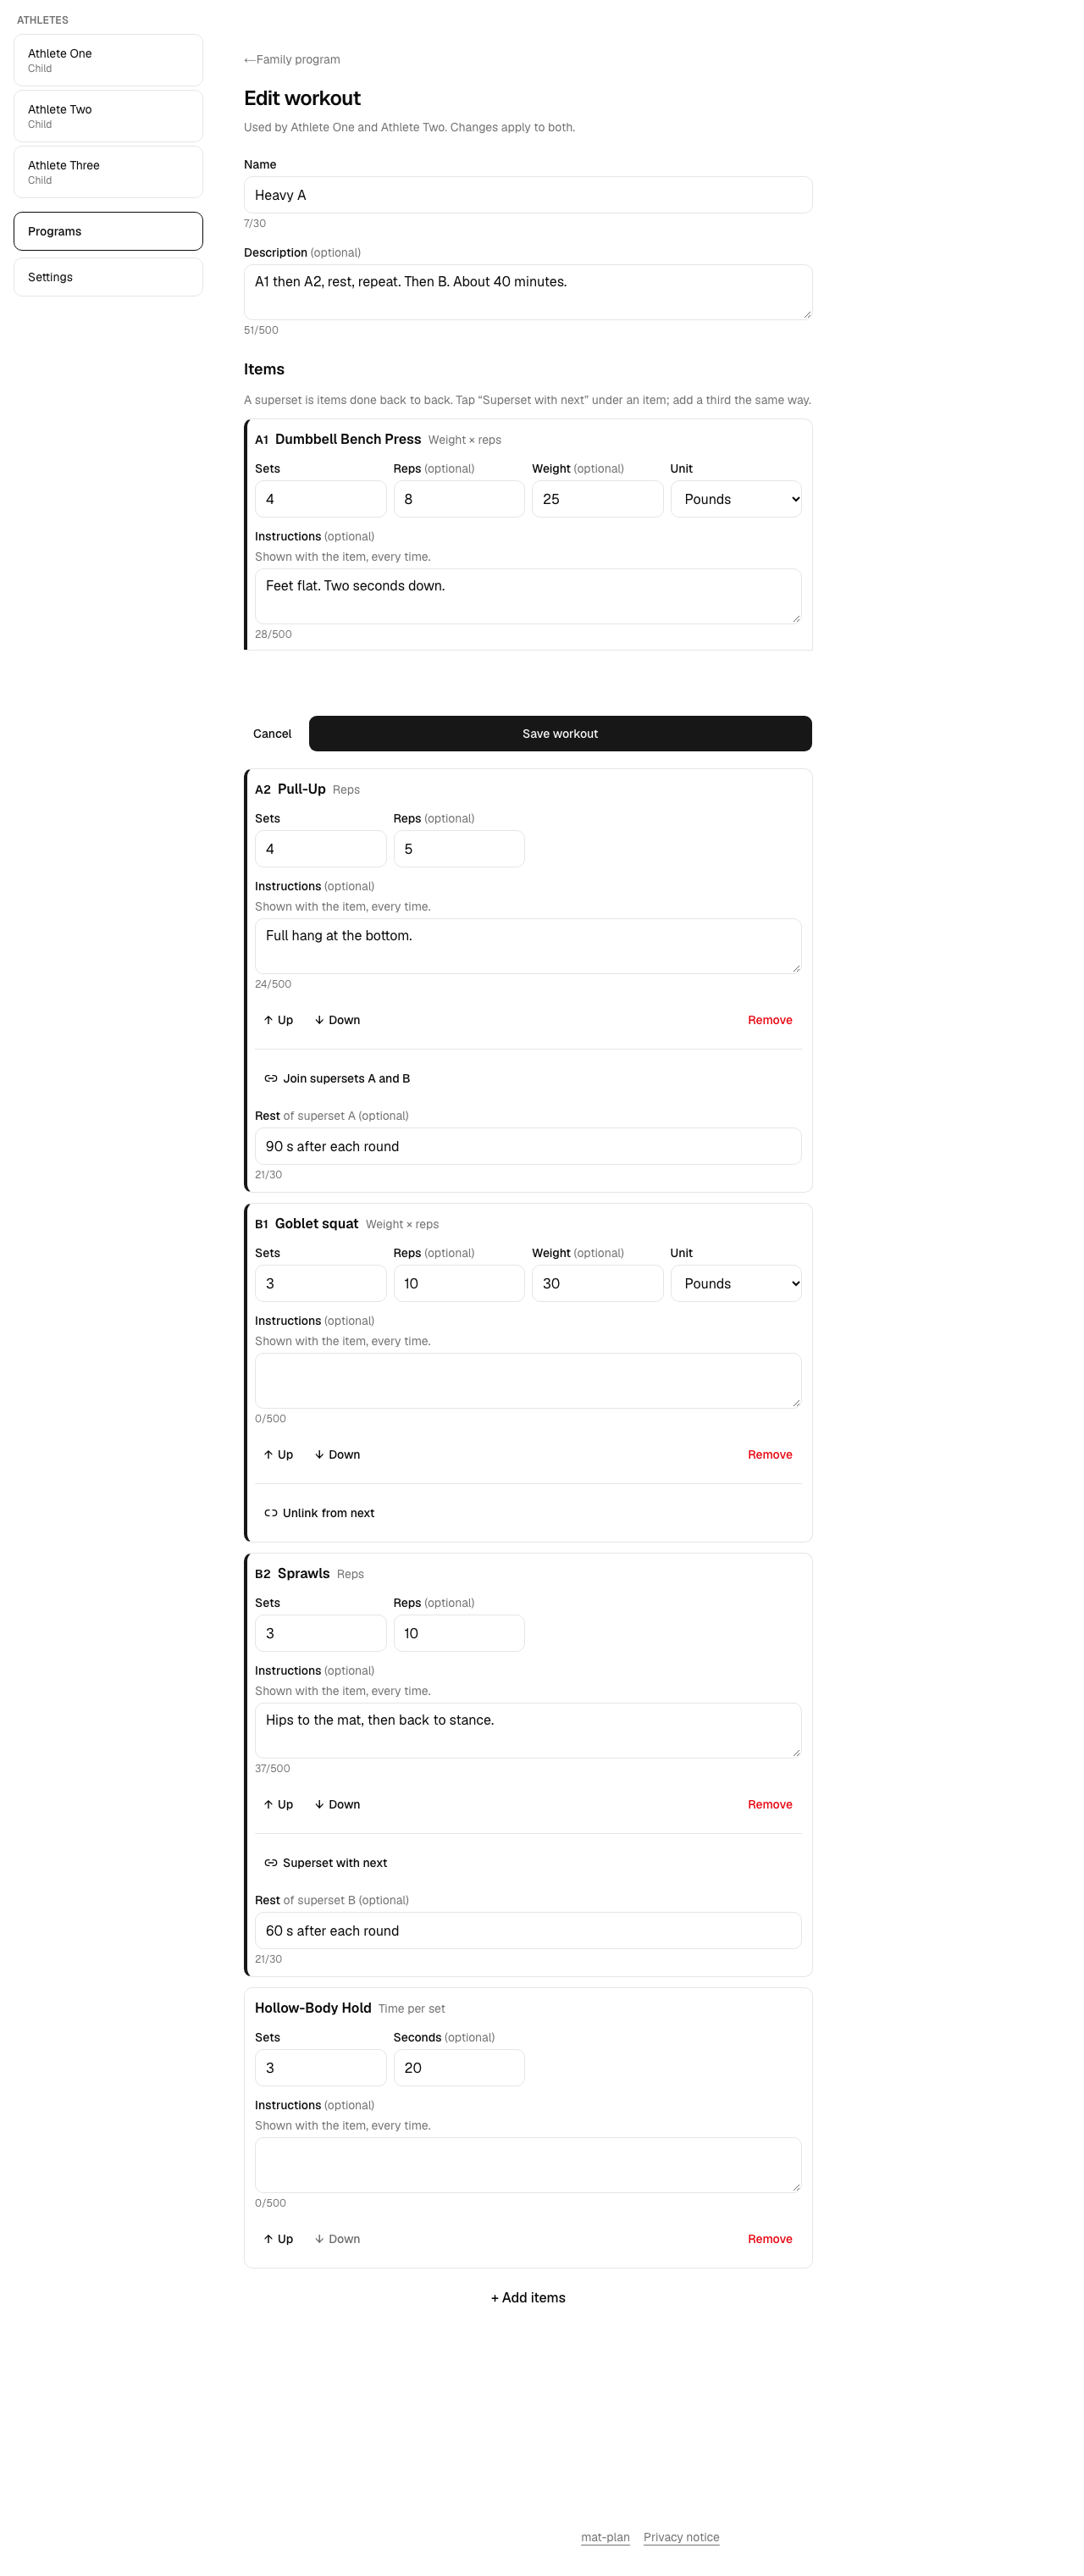 ATHLETES
Athlete One
Child
Athlete Two
Child
Athlete Three
Child
Programs
Settings
←Family program
Edit workout
Used by Athlete One and Athlete Two. Changes apply to both.
Name
Heavy A
7/30
Description (optional)
A1 then A2, rest, repeat. Then B. About 40 minutes.
51/500
Items
A superset is items done back to back. Tap “Superset with next” under an item; add a third the same way.
A1 Dumbbell Bench Press Weight × reps
Sets Reps (optional) Weight (optional) Unit
4 8 25 Pounds
Instructions (optional)
Shown with the item, every time.
Feet flat. Two seconds down.
28/500
Cancel Save workout
A2 Pull-Up Reps
Sets Reps (optional)
4 5
Instructions (optional)
Shown with the item, every time.
Full hang at the bottom.
24/500
↑ Up ↓ Down Remove
Join supersets A and B
Rest of superset A (optional)
90 s after each round
21/30
B1 Goblet squat Weight × reps
Sets Reps (optional) Weight (optional) Unit
3 10 30 Pounds
Instructions (optional)
Shown with the item, every time.
0/500
↑ Up ↓ Down Remove
Unlink from next
B2 Sprawls Reps
Sets Reps (optional)
3 10
Instructions (optional)
Shown with the item, every time.
Hips to the mat, then back to stance.
37/500
↑ Up ↓ Down Remove
Superset with next
Rest of superset B (optional)
60 s after each round
21/30
Hollow-Body Hold Time per set
Sets Seconds (optional)
3 20
Instructions (optional)
Shown with the item, every time.
0/500
↑ Up ↓ Down Remove
+ Add items
mat-plan Privacy notice